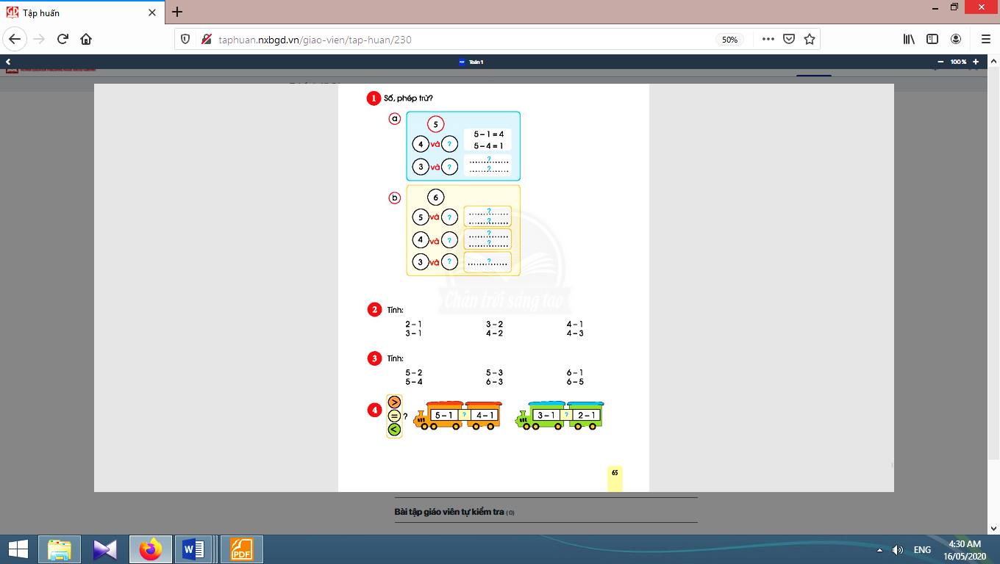 Tập huấn
taphuan.nxbgd.vn/giao-vien/tap-huan/230
50%
PDF Toán 1
100%
1 Số, phép trừ?
a
5
4 và ? 5 – 1 = 4
5 – 4 = 1
3 và ? .......?.......
.......?.......
b
6
5 và ? .......?.......
.......?.......
4 và ? .......?.......
.......?.......
3 và ? .......?.......
Chân trời sáng tạo
2 Tính:
2 – 1 3 – 2 4 – 1
3 – 1 4 – 2 4 – 3
3 Tính:
5 – 2 5 – 3 6 – 1
5 – 4 6 – 3 6 – 5
4 > = < ?
5 – 1 ? 4 – 1 3 – 1 ? 2 – 1
65
Bài tập giáo viên tự kiểm tra (0)
PDF
ENG
4:30 AM
16/05/2020